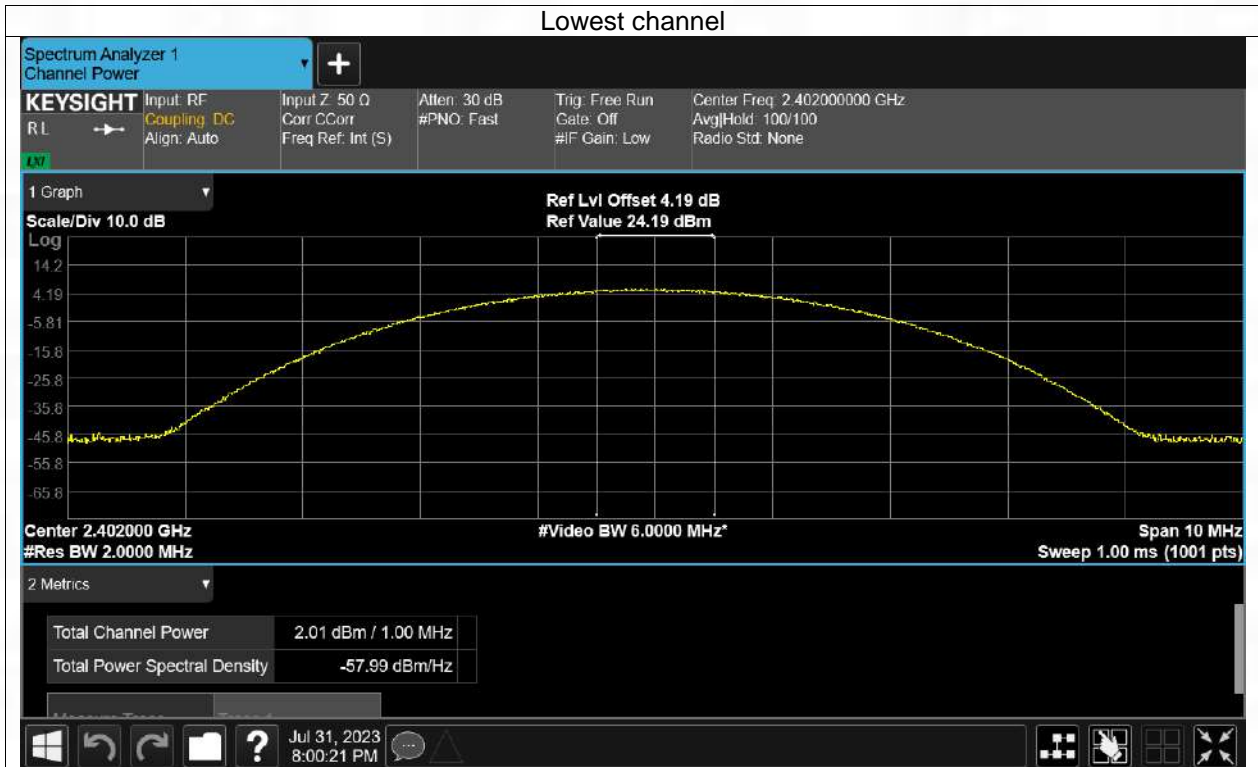 Lowest channel
Spectrum Analyzer 1
Channel Power
+
KEYSIGHT
RL
LXI
Input: RF
Coupling: DC
Align: Auto
Input Z: 50 Ω
Corr CCorr
Freq Ref: Int (S)
Atten: 30 dB
#PNO: Fast
Trig: Free Run
Gate: Off
#IF Gain: Low
Center Freq: 2.402000000 GHz
Avg|Hold: 100/100
Radio Std: None
1 Graph
Scale/Div 10.0 dB
Ref Lvl Offset 4.19 dB
Ref Value 24.19 dBm
Log
14.2
4.19
-5.81
-15.8
-25.8
-35.8
-45.8
-55.8
-65.8
Center 2.402000 GHz
#Res BW 2.0000 MHz
#Video BW 6.0000 MHz*
Span 10 MHz
Sweep 1.00 ms (1001 pts)
2 Metrics
Total Channel Power 2.01 dBm / 1.00 MHz
Total Power Spectral Density -57.99 dBm/Hz
?
Jul 31, 2023
8:00:21 PM